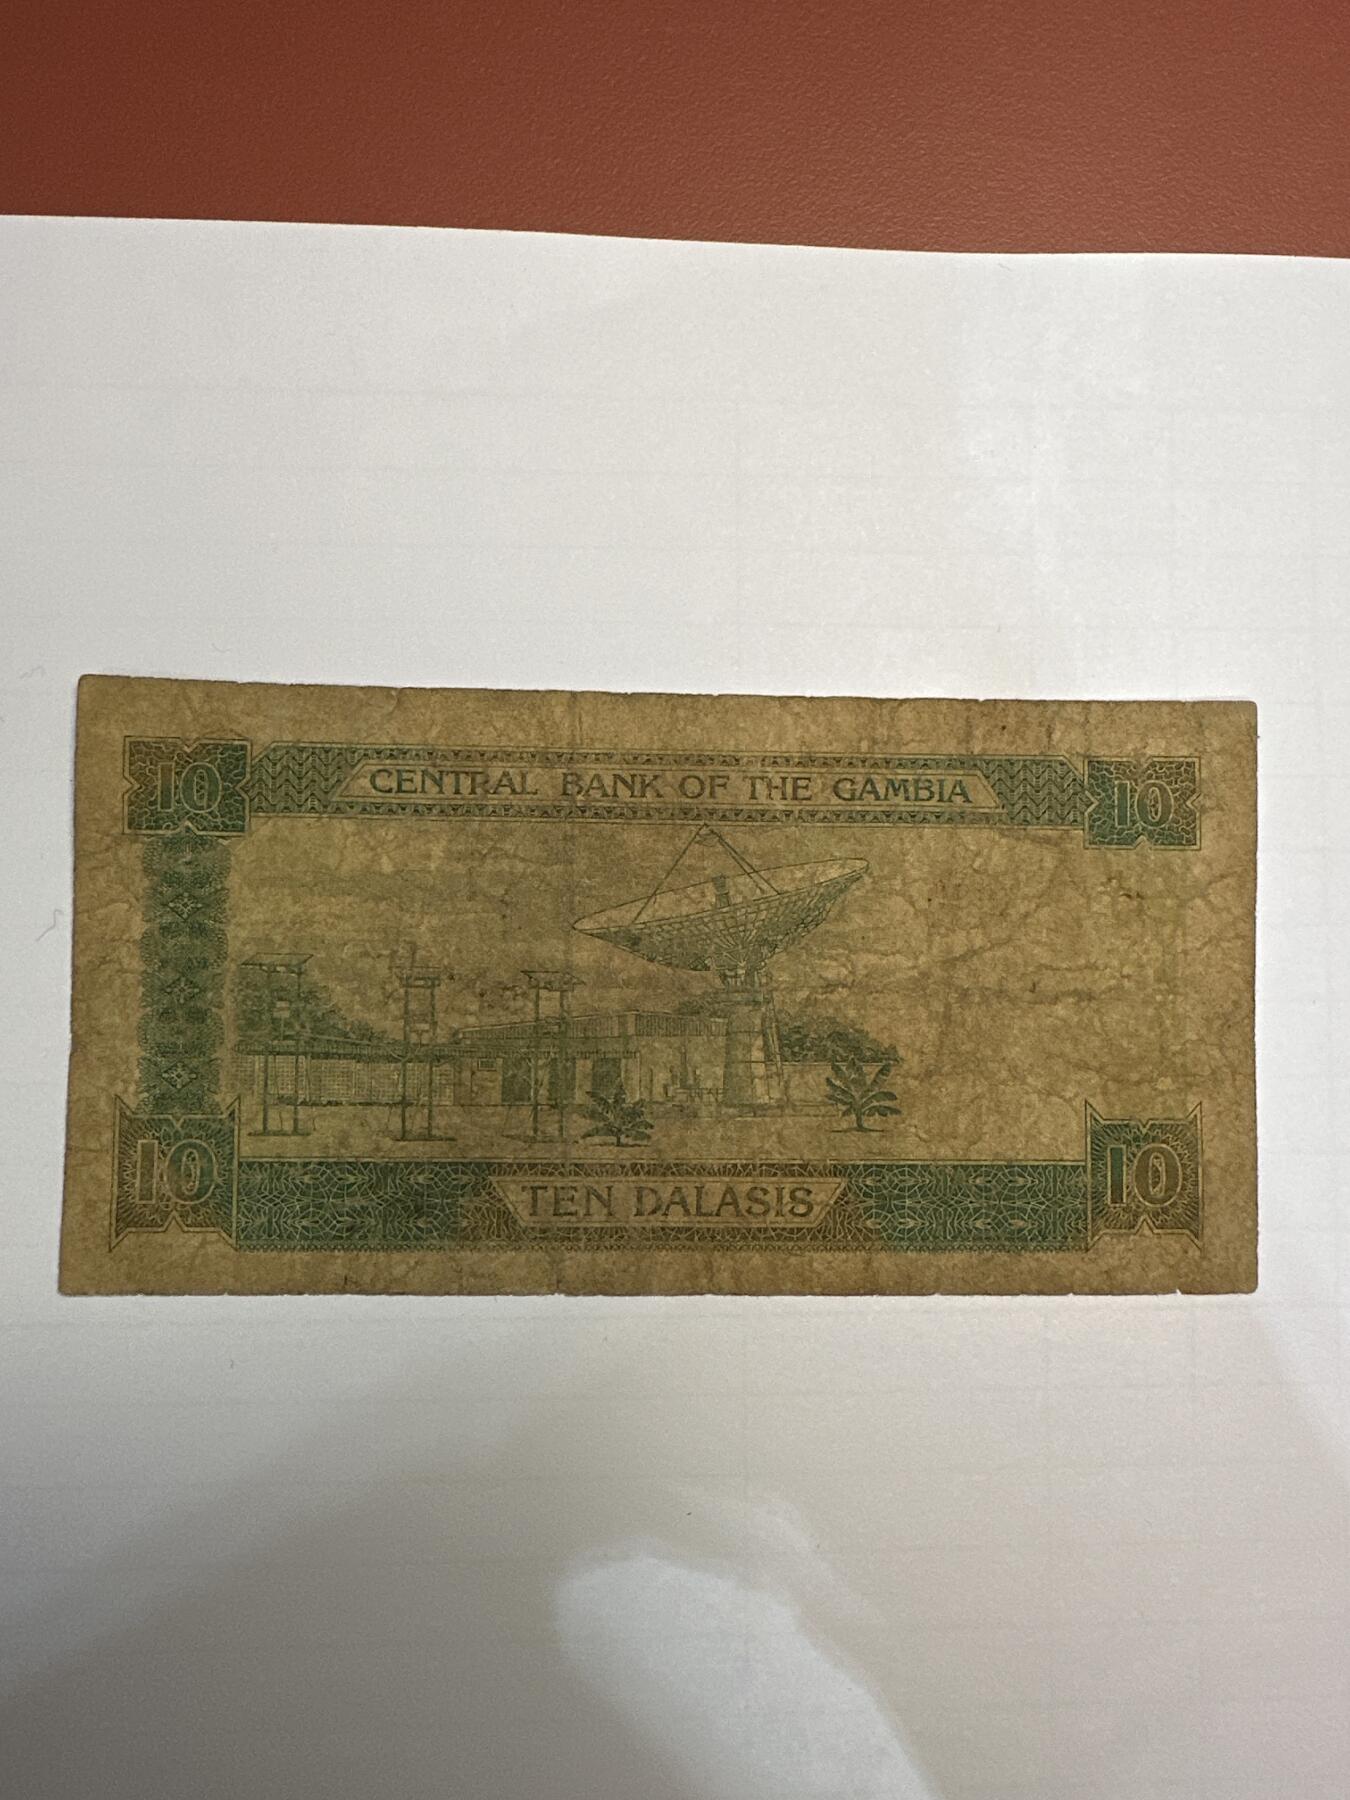 10 CENTRAL BANK OF THE GAMBIA 10
10 TEN DALASIS 10